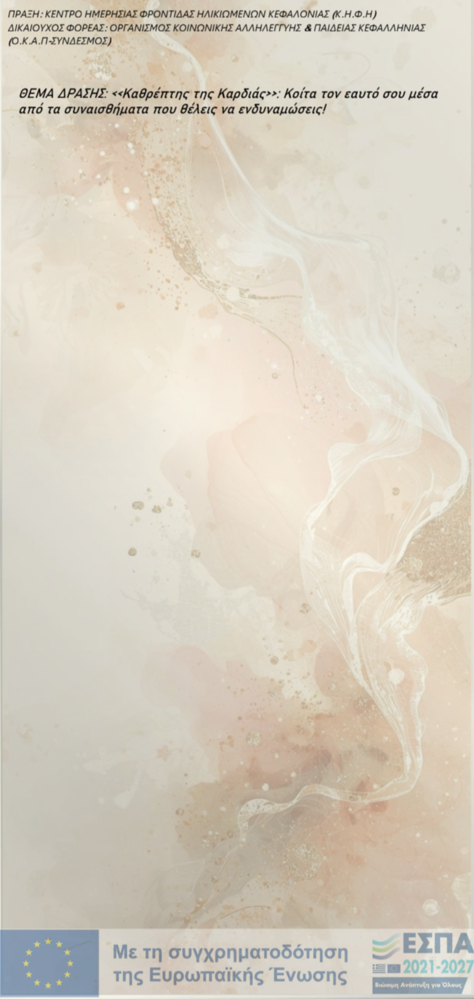 ΠΡΑΞΗ: ΚΕΝΤΡΟ ΗΜΕΡΗΣΙΑΣ ΦΡΟΝΤΙΔΑΣ ΗΛΙΚΙΩΜΕΝΩΝ ΚΕΦΑΛΟΝΙΑΣ (Κ.Η.Φ.Η)
ΔΙΚΑΙΟΥΧΟΣ ΦΟΡΕΑΣ: ΟΡΓΑΝΙΣΜΟΣ ΚΟΙΝΩΝΙΚΗΣ ΑΛΛΗΛΕΓΓΥΗΣ & ΠΑΙΔΕΙΑΣ ΚΕΦΑΛΛΗΝΙΑΣ
(Ο.Κ.Α.Π-ΣΥΝΔΕΣΜΟΣ)
ΘΕΜΑ ΔΡΑΣΗΣ: <<Καθρέπτης της Καρδιάς>>: Κοίτα τον εαυτό σου μέσα
από τα συναισθήματα που θέλεις να ενδυναμώσεις!
Με τη συγχρηματοδότηση
της Ευρωπαϊκής Ένωσης
ΕΣΠΑ
2021-2027
Βιώσιμη Ανάπτυξη για Όλους